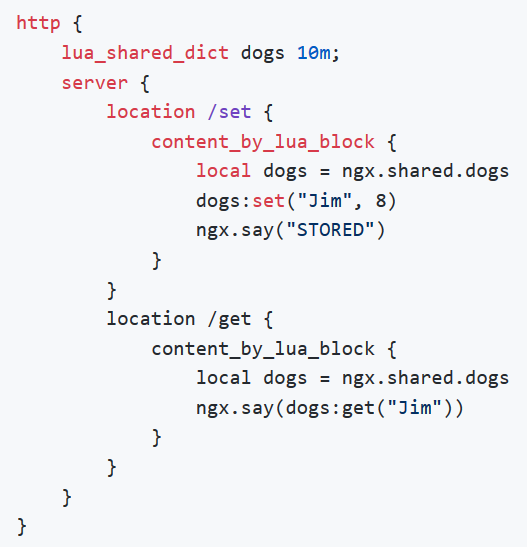 http {
    lua_shared_dict dogs 10m;
    server {
        location /set {
            content_by_lua_block {
                local dogs = ngx.shared.dogs
                dogs:set("Jim", 8)
                ngx.say("STORED")
            }
        }
        location /get {
            content_by_lua_block {
                local dogs = ngx.shared.dogs
                ngx.say(dogs:get("Jim"))
            }
        }
    }
}